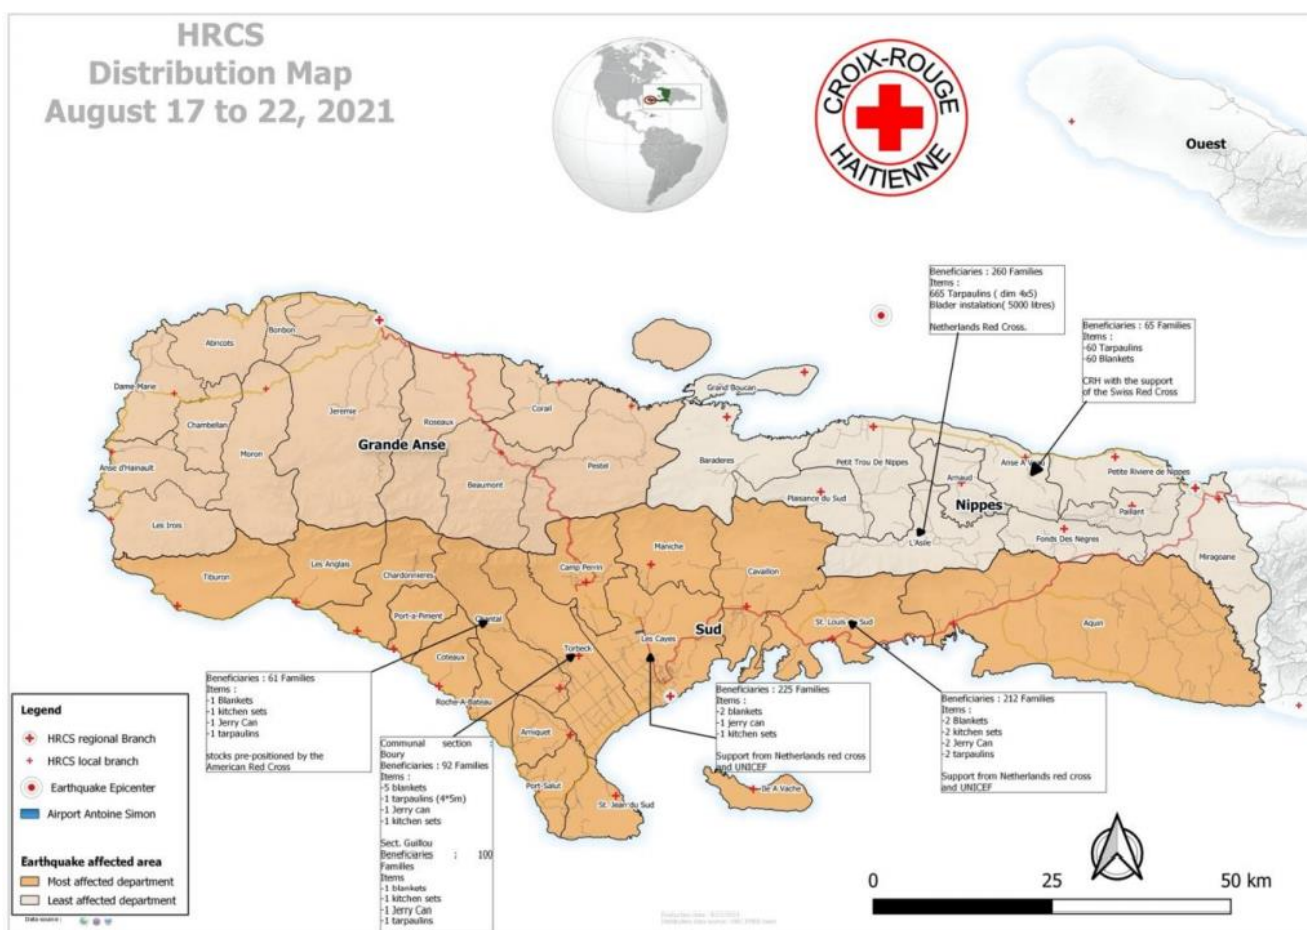 HRCS
Distribution Map
August 17 to 22, 2021
CROIX-ROUGE
HAITIENNE
Ouest
Beneficiaries : 260 Families
Items :
665 Tarpaulins ( dim 4x5)
Blader instalation( 5000 litres)
Netherlands Red Cross.
Beneficiaries : 65 Families
Items :
-60 Tarpaulins
-60 Blankets
CRH with the support
of the Swiss Red Cross
Bonbon
Abricots
Dame Marie
Chambellan
Jeremie
Roseaux
Corail
Grande Anse
Anse d'Hainault
Moron
Pestel
Beaumont
Les Irois
Grand Boucan
Baraderes
Petit Trou De Nippes
Anse A
Petite Riviere de Nippes
Arnaud
Plaisance du Sud
Nippes
Paillant
L'Asile
Fonds Des Negres
Miragoane
Tiburon
Les Anglais
Chardonnieres
Camp Perrin
Maniche
Cavaillon
Port-a-Piment
Chantal
Sud
St. Louis Sud
Aquin
Les Cayes
Torbeck
Coteaux
Roche-A-Bateau
Arniquet
Port-Salut
St. Jean du Sud
Ile A Vache
Beneficiaries : 61 Families
Items :
-1 Blankets
-1 kitchen sets
-1 Jerry Can
-1 tarpaulins
stocks pre-positioned by the
American Red Cross
Communal section :
Boury
Beneficiaries : 92 Families
Items :
-5 blankets
-1 tarpaulins (4*5m)
-1 Jerry can
-1 kitchen sets
Sect. Guillou
Beneficiaries : 100
Families
Items
-1 blankets
-1 kitchen sets
-1 Jerry Can
-1 tarpaulins
Beneficiaries : 225 Families
Items :
-2 blankets
-1 jerry can
-1 kitchen sets
Support from Netherlands red cross
and UNICEF
Beneficiaries : 212 Families
Items :
-2 Blankets
-2 kitchen sets
-2 Jerry Can
-2 tarpaulins
Support from Netherlands red cross
and UNICEF
Legend
HRCS regional Branch
HRCS local branch
Earthquake Epicenter
Airport Antoine Simon
Earthquake affected area
Most affected department
Least affected department
Data source :
0 25 50 km